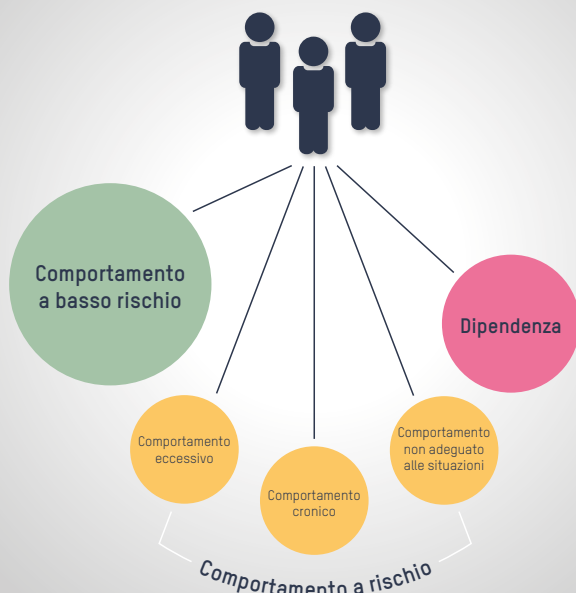 Comportamento
a basso rischio
Dipendenza
Comportamento
eccessivo
Comportamento
cronico
Comportamento
non adeguato
alle situazioni
Comportamento a rischio